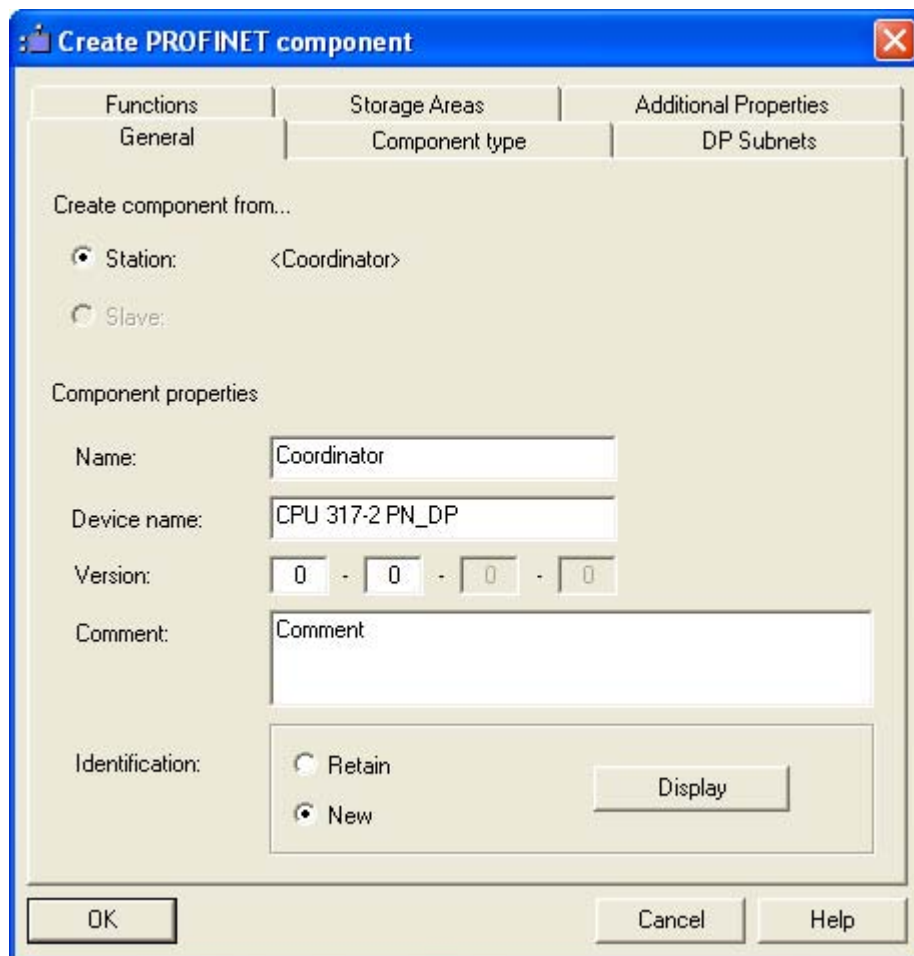 Create PROFINET component
Functions Storage Areas Additional Properties
General Component type DP Subnets
Create component from...
Station: <Coordinator>
Slave:
Component properties
Name: Coordinator
Device name: CPU 317-2 PN_DP
Version: 0 - 0 - 0 - 0
Comment: Comment
Identification: Retain
Display
New
OK Cancel Help